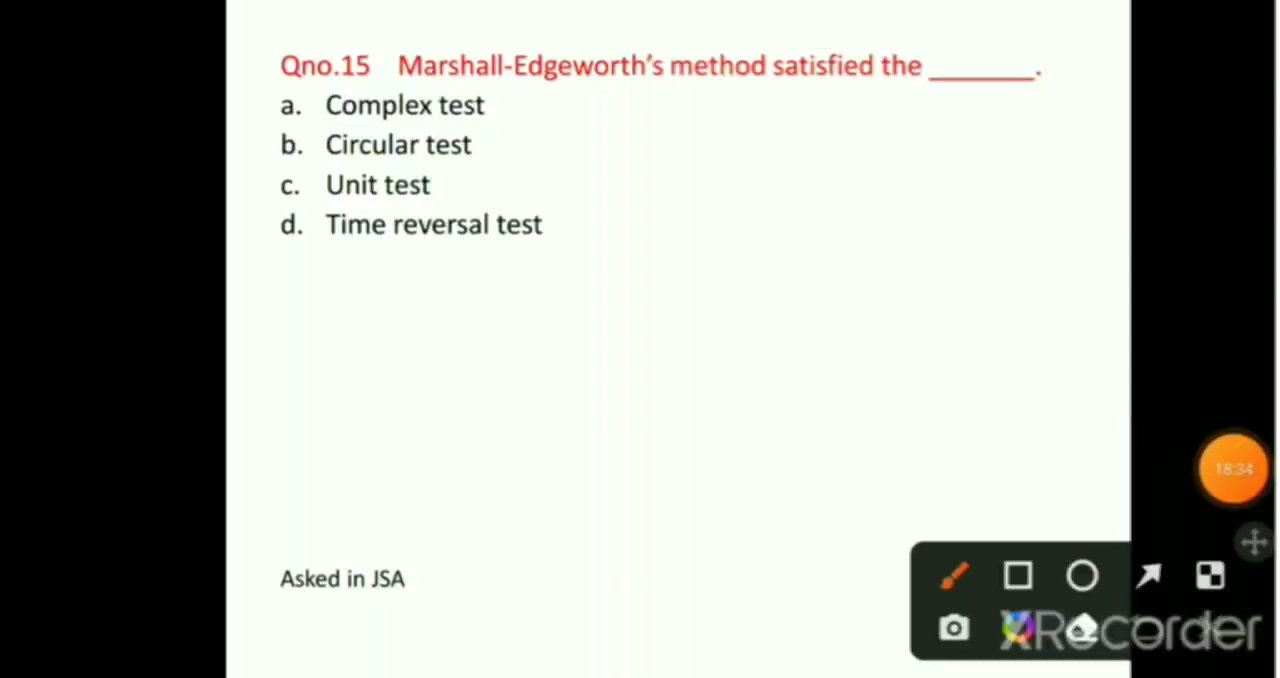 Qno.15 Marshall-Edgeworth's method satisfied the ________.
a. Complex test
b. Circular test
c. Unit test
d. Time reversal test
18:34
Asked in JSA
XRecorder